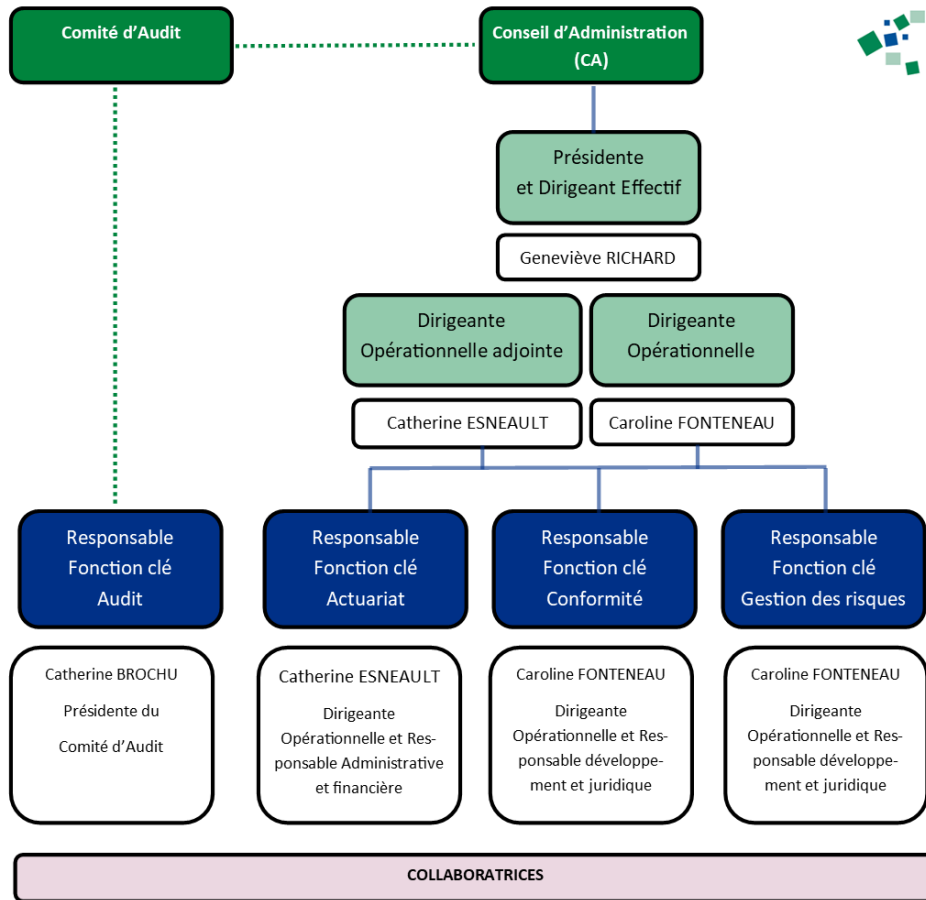 Comité d’Audit
Conseil d’Administration
(CA)
Présidente
et Dirigeant Effectif
Geneviève RICHARD
Dirigeante
Opérationnelle adjointe
Dirigeante
Opérationnelle
Catherine ESNEAULT
Caroline FONTENEAU
Responsable
Fonction clé
Audit
Responsable
Fonction clé
Actuariat
Responsable
Fonction clé
Conformité
Responsable
Fonction clé
Gestion des risques
Catherine BROCHU
Présidente du
Comité d’Audit
Catherine ESNEAULT
Dirigeante
Opérationnelle et Res-
ponsable Administrative
et financière
Caroline FONTENEAU
Dirigeante
Opérationnelle et Res-
ponsable développe-
ment et juridique
Caroline FONTENEAU
Dirigeante
Opérationnelle et Res-
ponsable développe-
ment et juridique
COLLABORATRICES